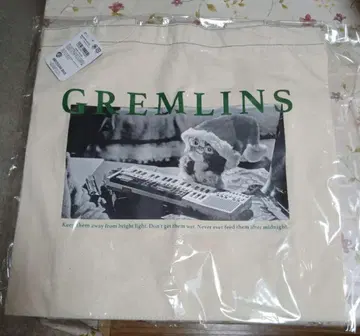 GREMLINS
Keep them away from bright light. Don't get them wet. Never ever feed them after midnight.